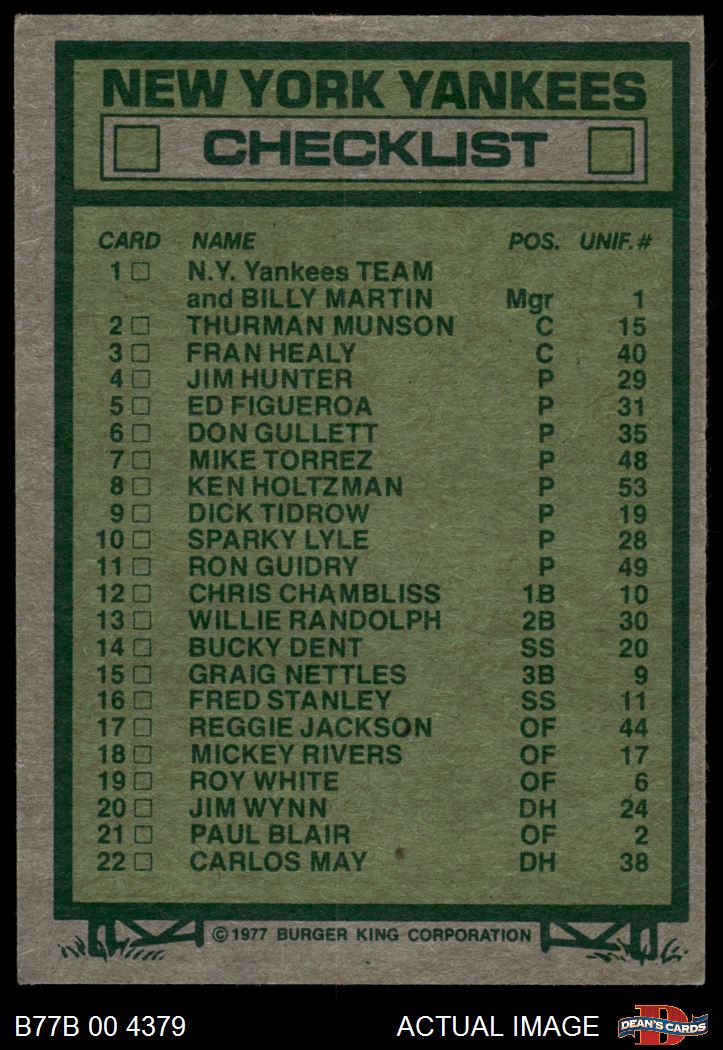 NEW YORK YANKEES
CHECKLIST
CARD NAME POS. UNIF.#
1 N.Y. Yankees TEAM
and BILLY MARTIN Mgr 1
2 THURMAN MUNSON C 15
3 FRAN HEALY C 40
4 JIM HUNTER P 29
5 ED FIGUEROA P 31
6 DON GULLETT P 35
7 MIKE TORREZ P 48
8 KEN HOLTZMAN P 53
9 DICK TIDROW P 19
10 SPARKY LYLE P 28
11 RON GUIDRY P 49
12 CHRIS CHAMBLISS 1B 10
13 WILLIE RANDOLPH 2B 30
14 BUCKY DENT SS 20
15 GRAIG NETTLES 3B 9
16 FRED STANLEY SS 11
17 REGGIE JACKSON OF 44
18 MICKEY RIVERS OF 17
19 ROY WHITE OF 6
20 JIM WYNN DH 24
21 PAUL BLAIR OF 2
22 CARLOS MAY DH 38
©1977 BURGER KING CORPORATION
B77B 00 4379 ACTUAL IMAGE D DEAN'S CARDS